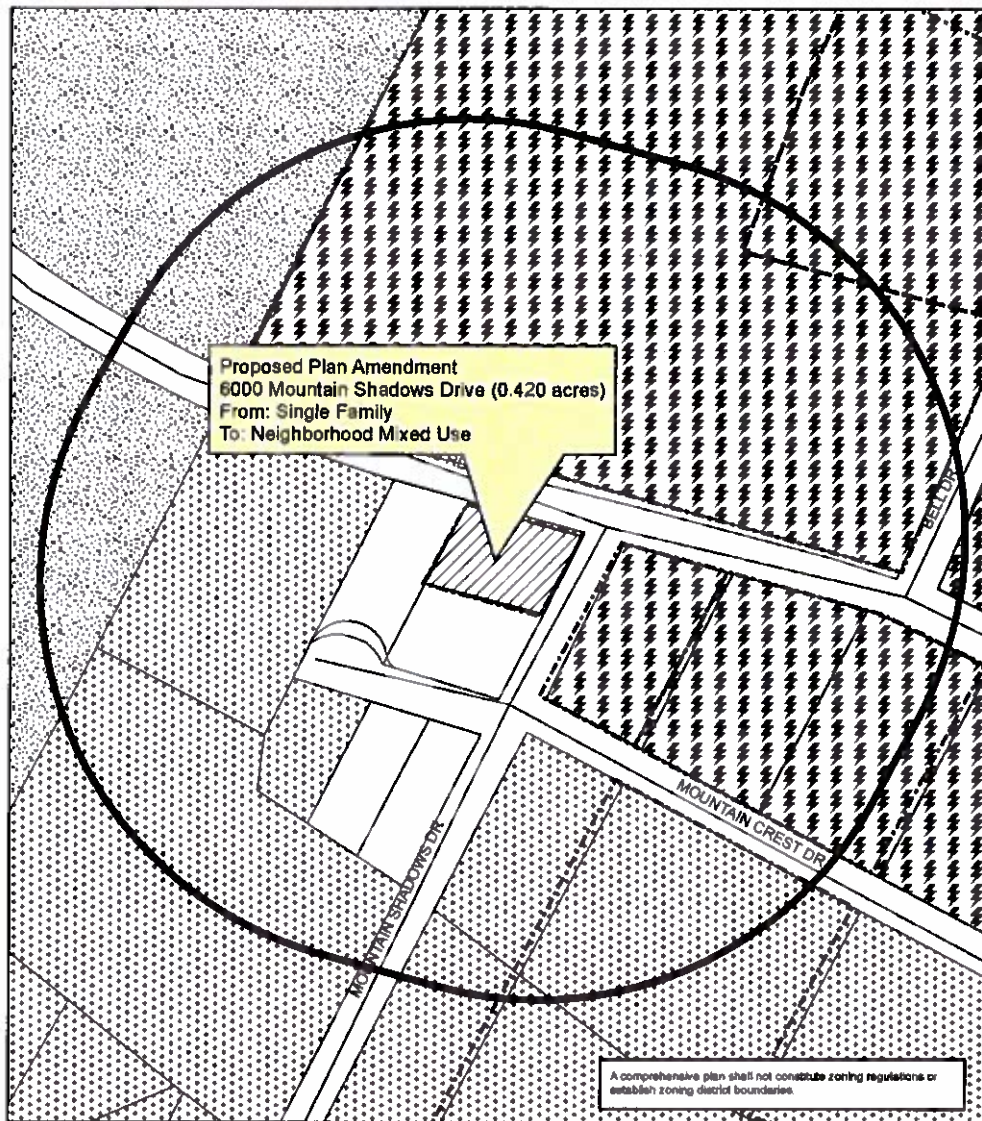 Proposed Plan Amendment
6000 Mountain Shadows Drive (0.420 acres)
From: Single Family
To: Neighborhood Mixed Use
BELL DR
MOUNTAIN CREST DR
MOUNTAIN SHADOWS DR
A comprehensive plan shall not constitute zoning regulations or
establish zoning district boundaries.